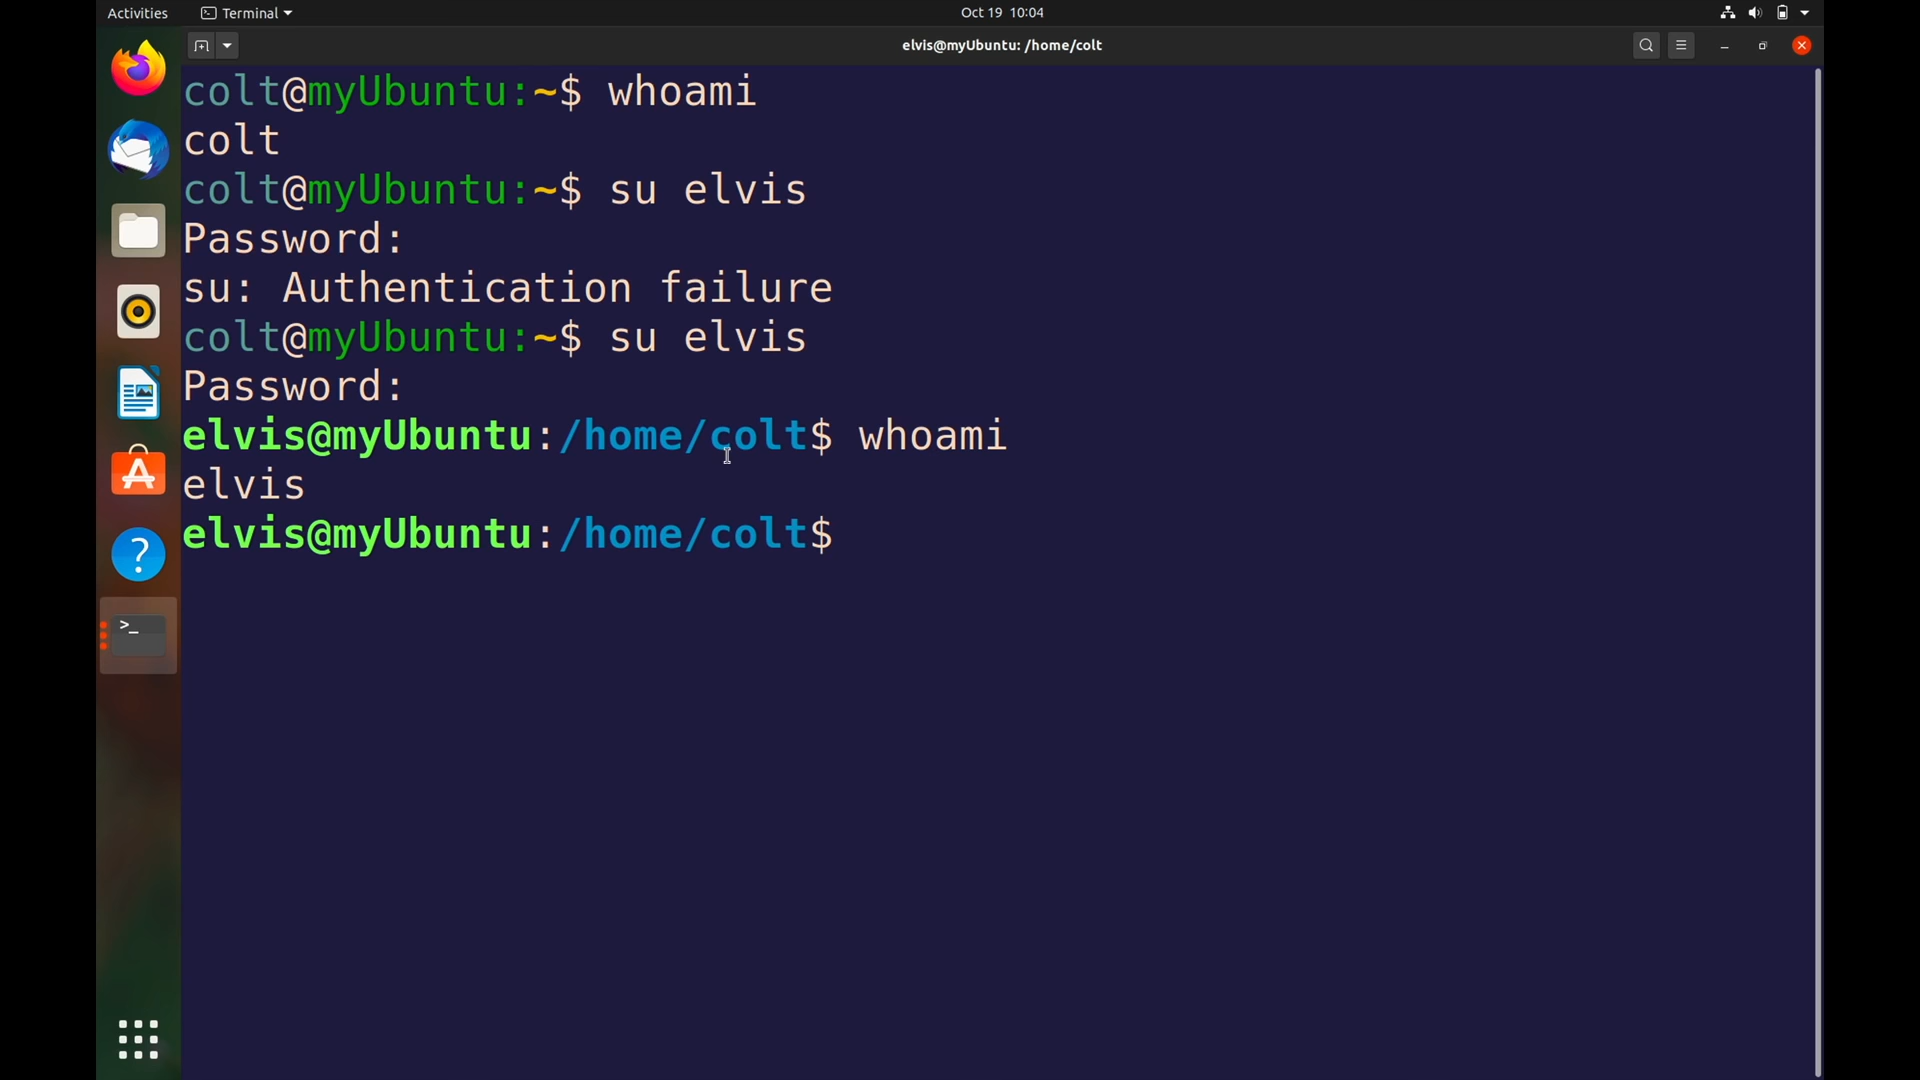 Activities
Terminal
Oct 19 10:04
elvis@myUbuntu: /home/colt
colt@myUbuntu:~$ whoami
colt
colt@myUbuntu:~$ su elvis
Password:
su: Authentication failure
colt@myUbuntu:~$ su elvis
Password:
elvis@myUbuntu:/home/colt$ whoami
elvis
elvis@myUbuntu:/home/colt$